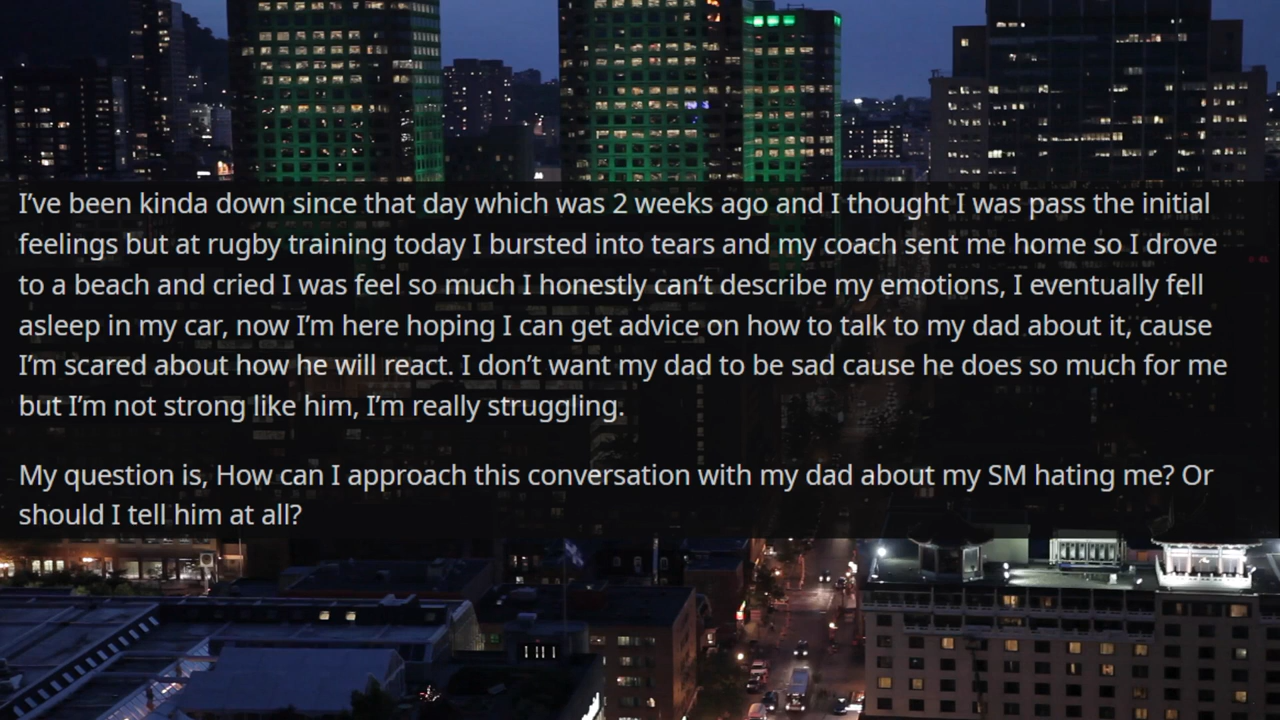 I’ve been kinda down since that day which was 2 weeks ago and I thought I was pass the initial
feelings but at rugby training today I bursted into tears and my coach sent me home so I drove
to a beach and cried I was feel so much I honestly can’t describe my emotions, I eventually fell
asleep in my car, now I’m here hoping I can get advice on how to talk to my dad about it, cause
I’m scared about how he will react. I don’t want my dad to be sad cause he does so much for me
but I’m not strong like him, I’m really struggling.
My question is, How can I approach this conversation with my dad about my SM hating me? Or
should I tell him at all?